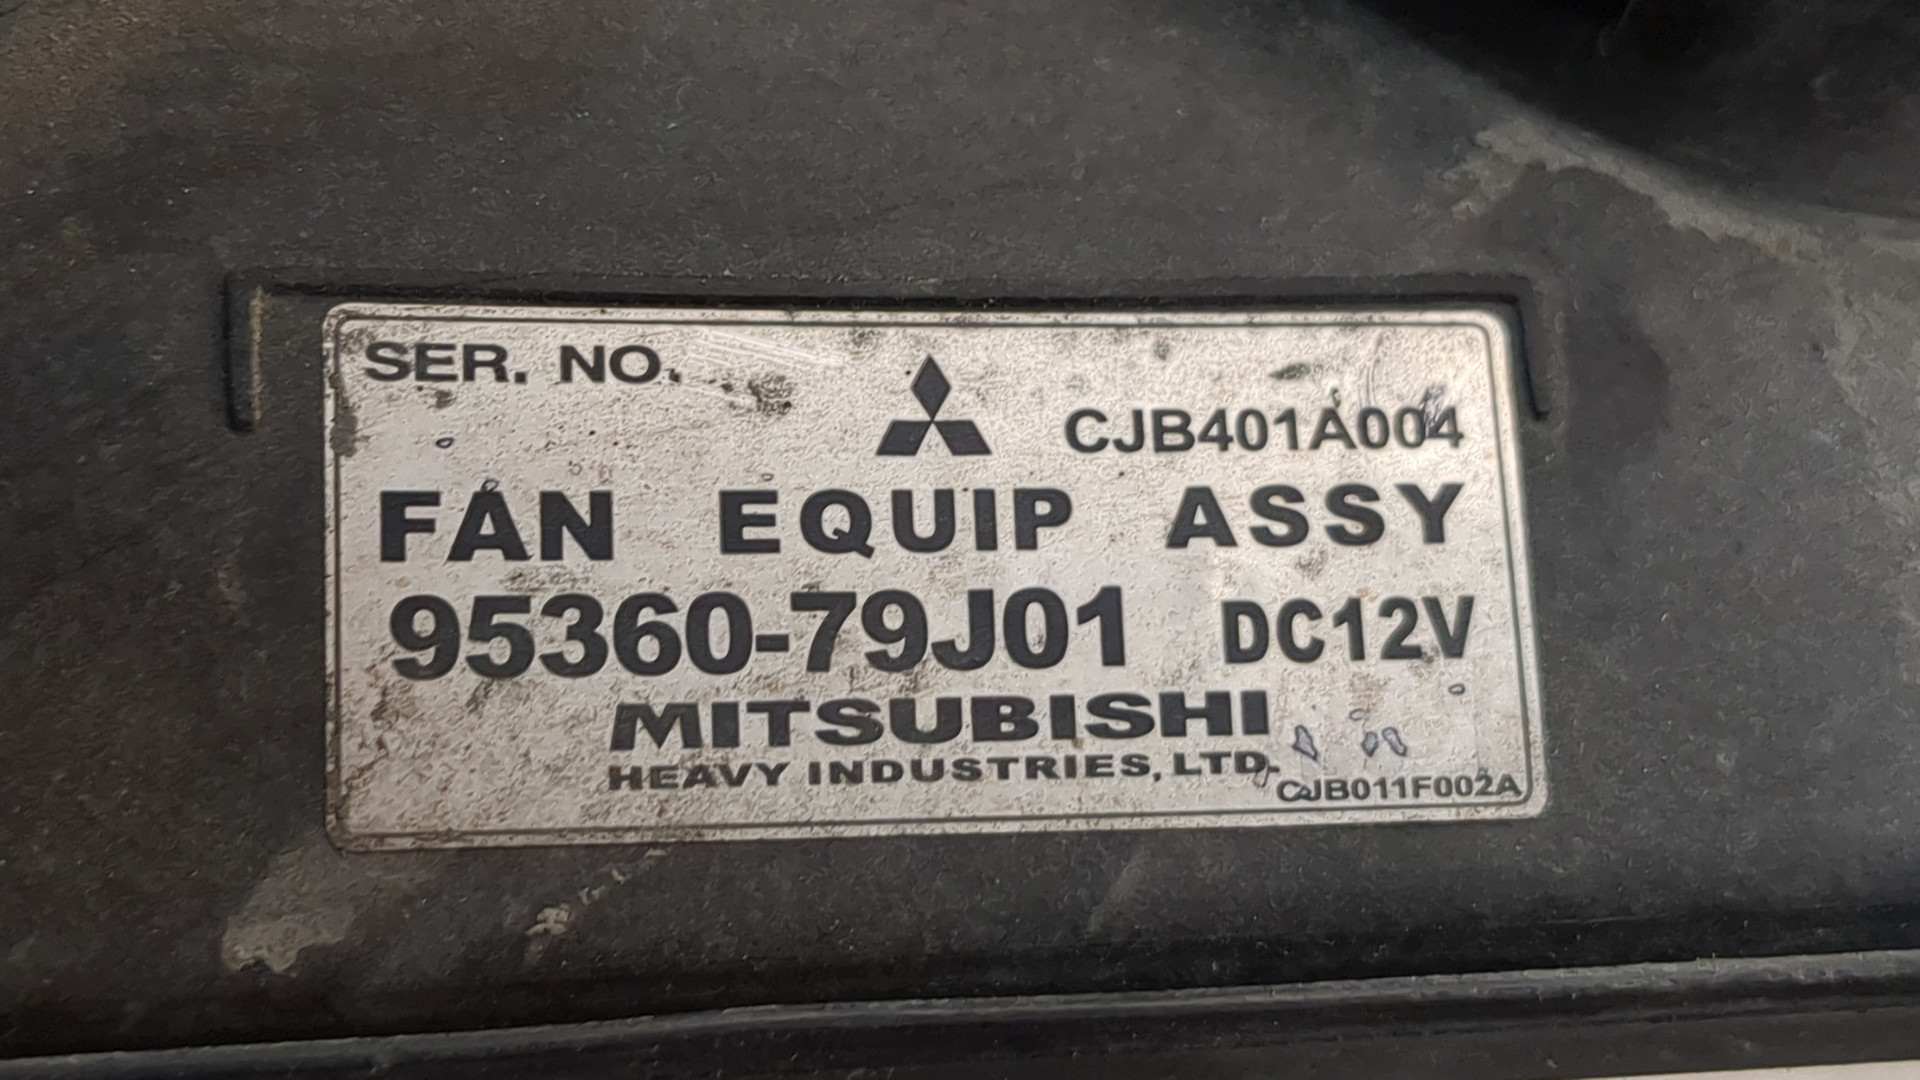 SER. NO.
CJB401A004
FAN EQUIP ASSY
95360-79J01 DC12V
MITSUBISHI
HEAVY INDUSTRIES, LTD.
CJB011F002A